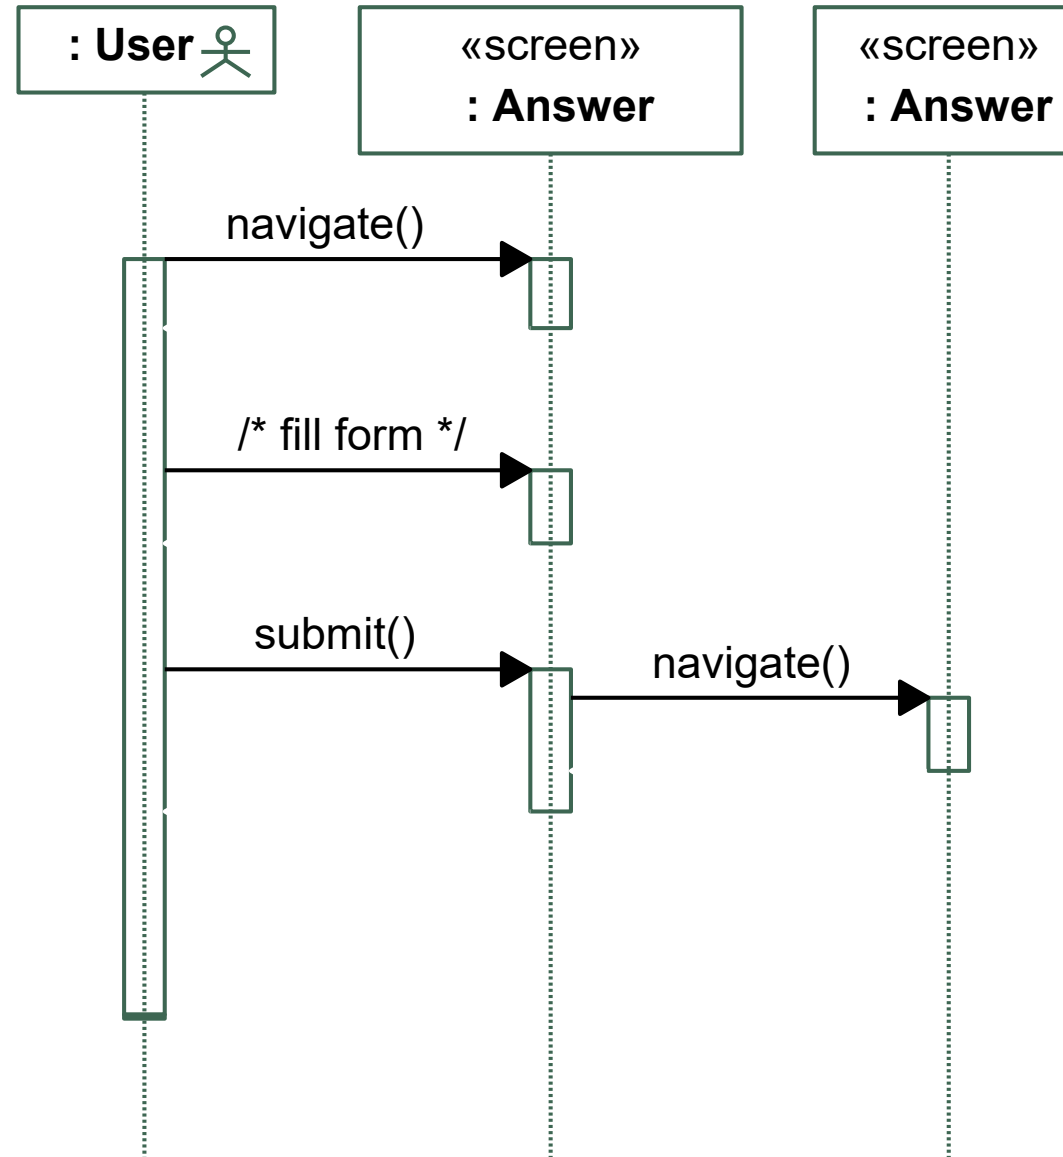 : User
«screen»
: Answer
«screen»
: Answer
navigate()
/* fill form */
submit()
navigate()